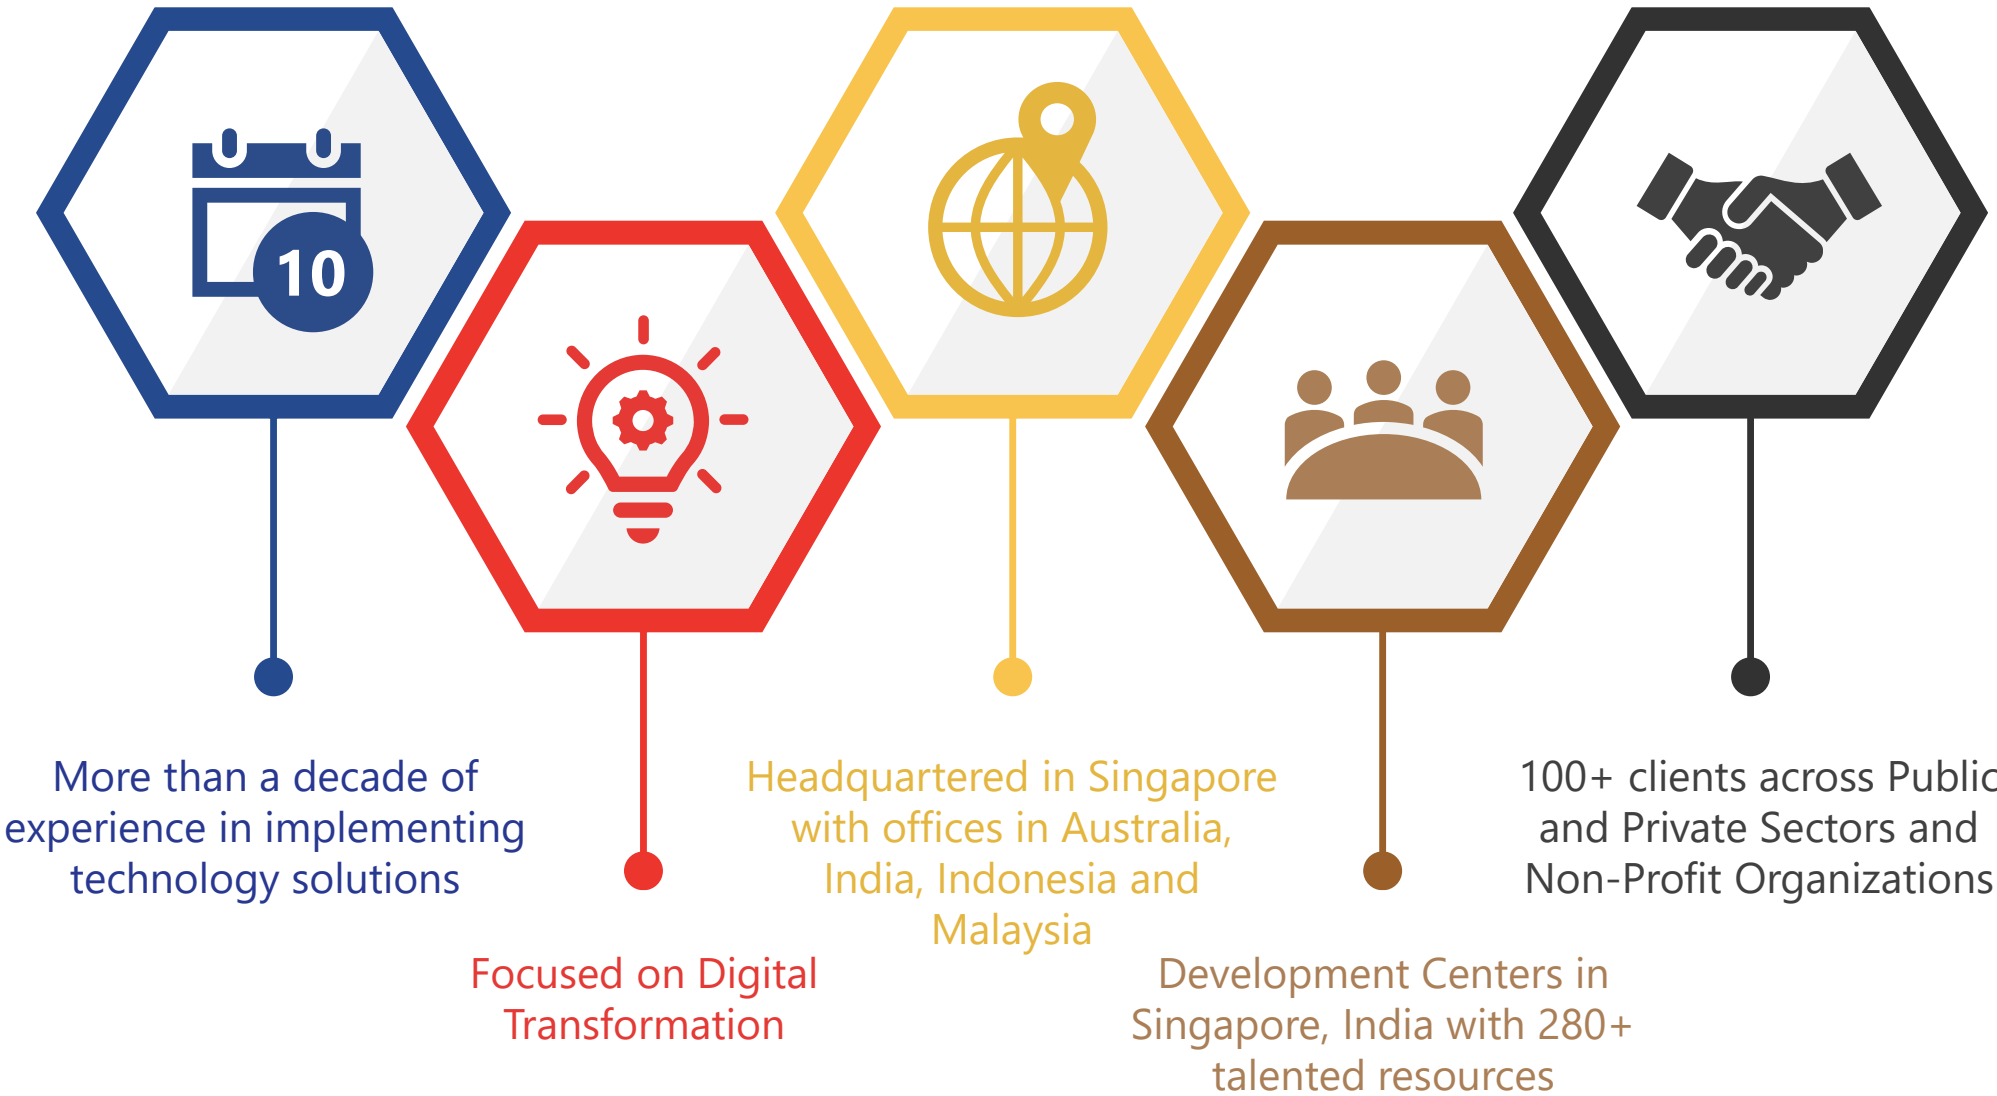 10
More than a decade of
experience in implementing
technology solutions
Focused on Digital
Transformation
Headquartered in Singapore
with offices in Australia,
India, Indonesia and
Malaysia
Development Centers in
Singapore, India with 280+
talented resources
100+ clients across Public
and Private Sectors and
Non-Profit Organizations